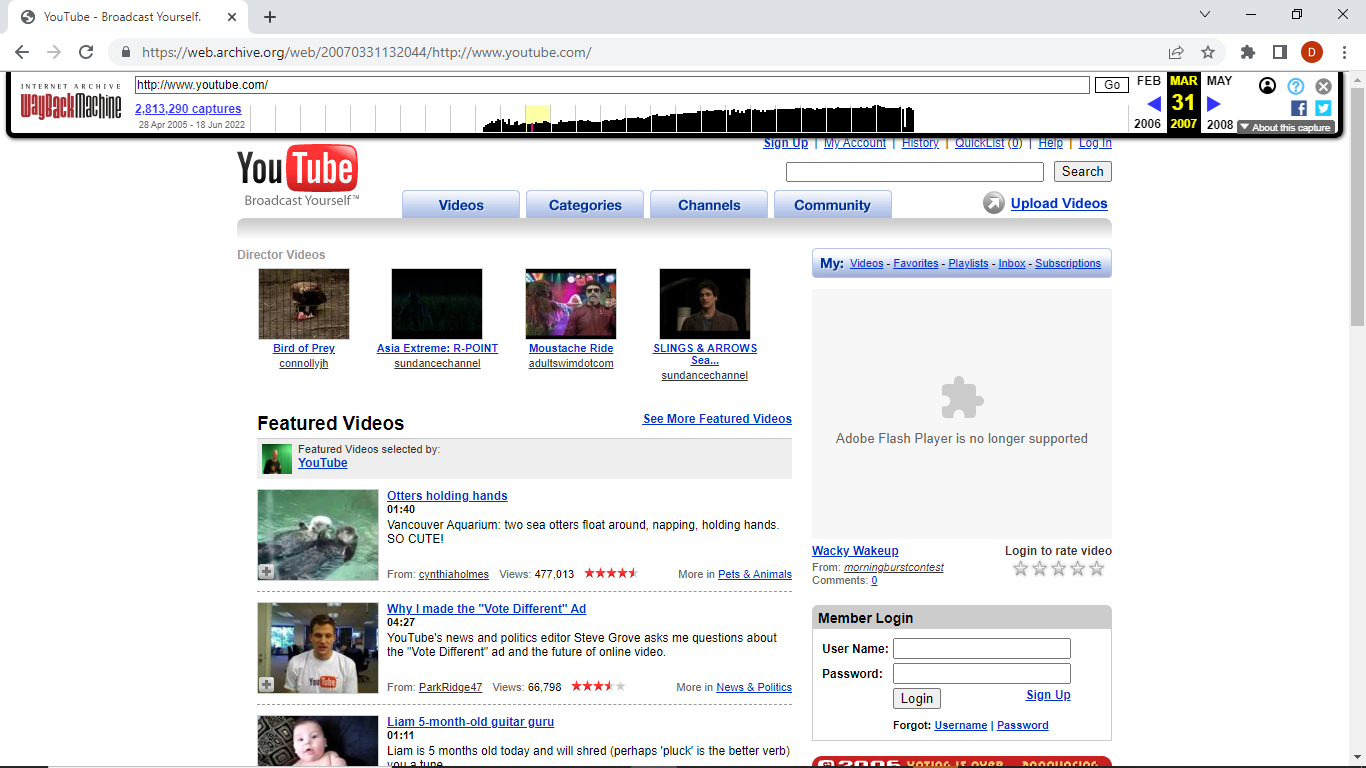 YouTube - Broadcast Yourself.
https://web.archive.org/web/20070331132044/http://www.youtube.com/
D
INTERNET ARCHIVE
WayBackMachine
http://www.youtube.com/
Go
FEB MAR MAY
2,813,290 captures
31
28 Apr 2005 - 18 Jun 2022
2006 2007 2008
About this capture
Sign Up | My Account | History | QuickList (0) | Help | Log In
YouTube
Broadcast Yourself™
Search
Videos
Categories
Channels
Community
Upload Videos
Director Videos
Bird of Prey
connollyjh
Asia Extreme: R-POINT
sundancechannel
Moustache Ride
adultswimdotcom
SLINGS & ARROWS
Sea...
sundancechannel
My: Videos - Favorites - Playlists - Inbox - Subscriptions
Adobe Flash Player is no longer supported
Wacky Wakeup
Login to rate video
From: morningburstcontest
Comments: 0
Featured Videos
See More Featured Videos
Featured Videos selected by:
YouTube
Otters holding hands
01:40
Vancouver Aquarium: two sea otters float around, napping, holding hands.
SO CUTE!
From: cynthiaholmes Views: 477,013 More in Pets & Animals
Why I made the "Vote Different" Ad
04:27
YouTube's news and politics editor Steve Grove asks me questions about
the "Vote Different" ad and the future of online video.
From: ParkRidge47 Views: 66,798 More in News & Politics
YouTube
Liam 5-month-old guitar guru
01:11
Liam is 5 months old today and will shred (perhaps 'pluck' is the better verb)
you a tune
Member Login
User Name:
Password:
Login
Sign Up
Forgot: Username | Password